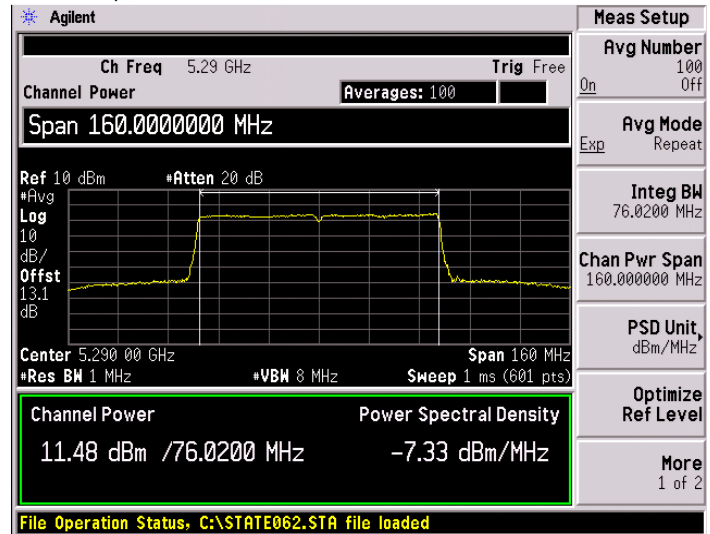 Agilent
Meas Setup
Ch Freq 5.29 GHz Trig Free
Channel Power Averages: 100
Span 160.0000000 MHz
Ref 10 dBm #Atten 20 dB
#Avg
Log
10
dB/
Offst
13.1
dB
Center 5.290 00 GHz Span 160 MHz
#Res BW 1 MHz #VBW 8 MHz Sweep 1 ms (601 pts)
Channel Power Power Spectral Density
11.48 dBm /76.0200 MHz -7.33 dBm/MHz
File Operation Status, C:\STATE062.STA file loaded
Avg Number
100
On Off
Avg Mode
Exp Repeat
Integ BW
76.0200 MHz
Chan Pwr Span
160.000000 MHz
PSD Unit
dBm/MHz
Optimize
Ref Level
More
1 of 2